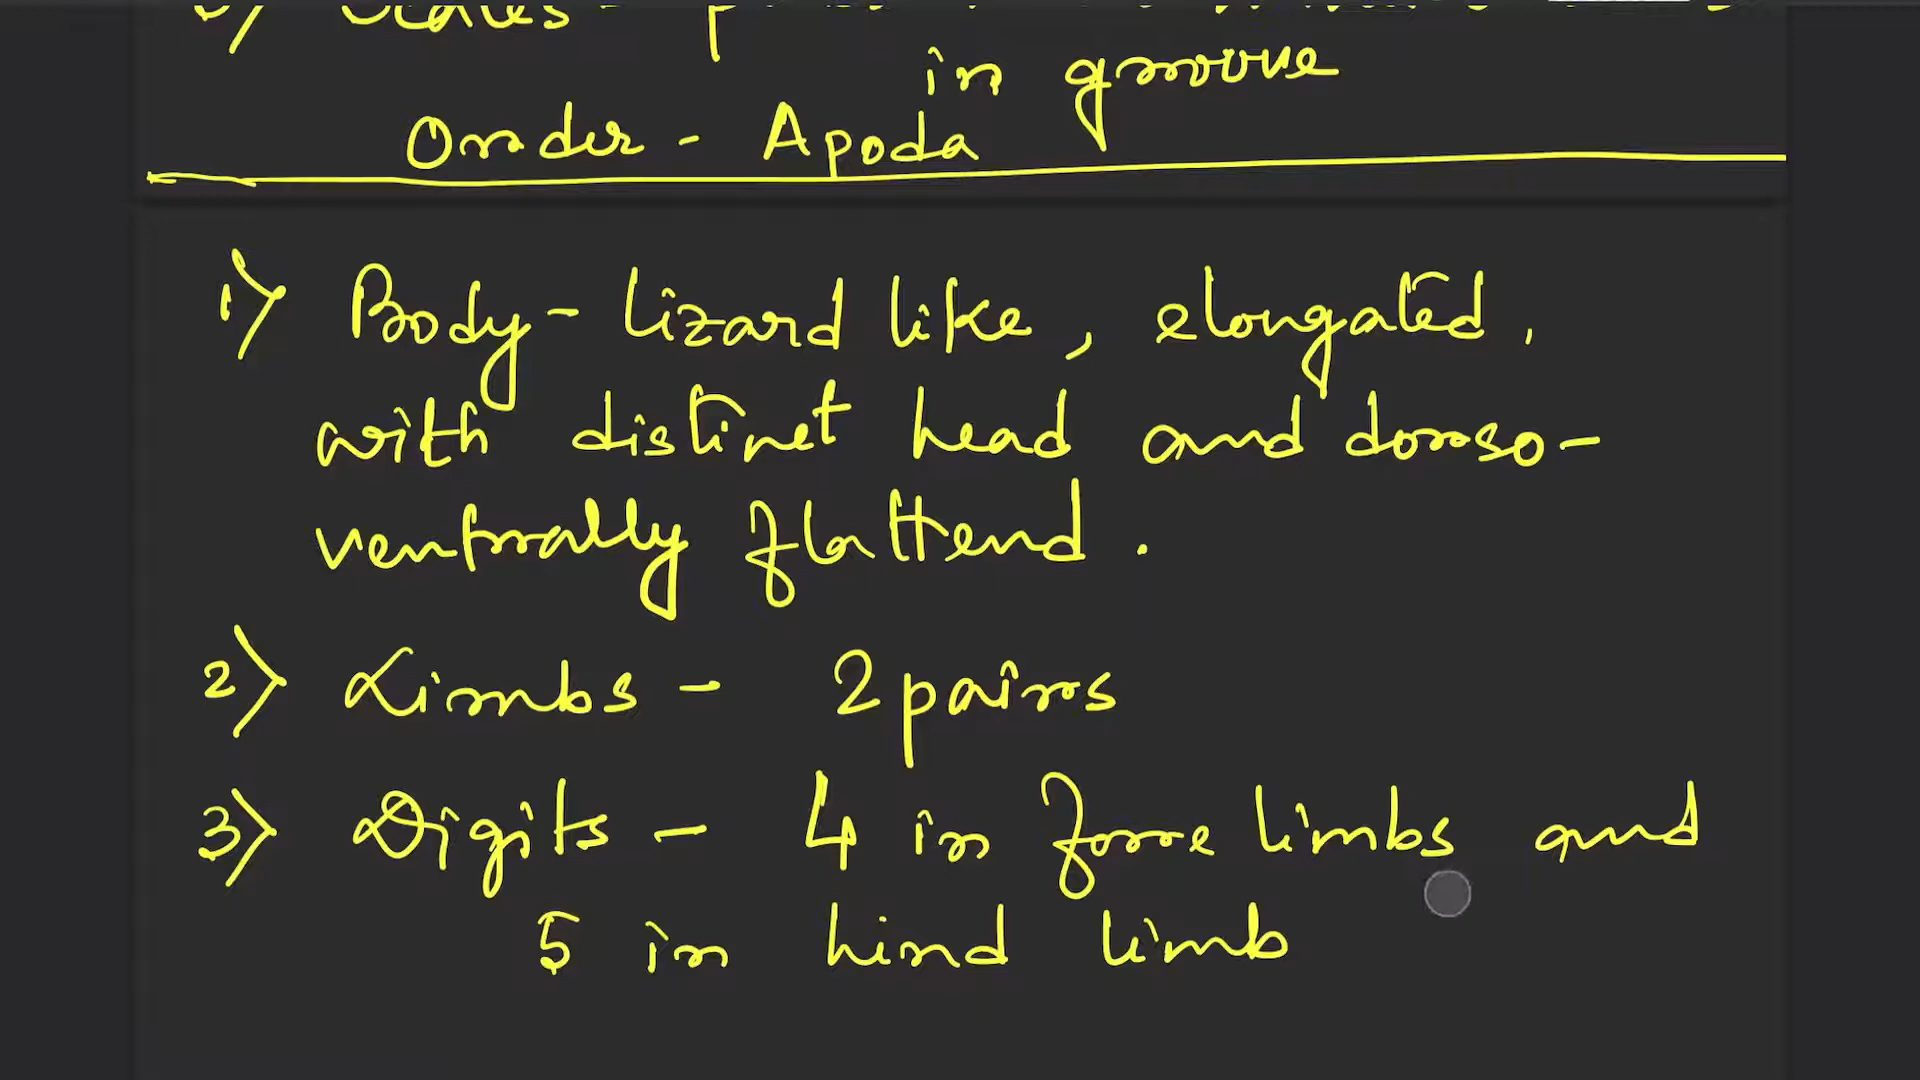 in groove
Order - Apoda
1) Body - lizard like, elongated,
with distinct head and dorso-
ventrally flattend.
2) Limbs - 2 pairs
3) Digits - 4 in fore limbs and
5 in hind limb